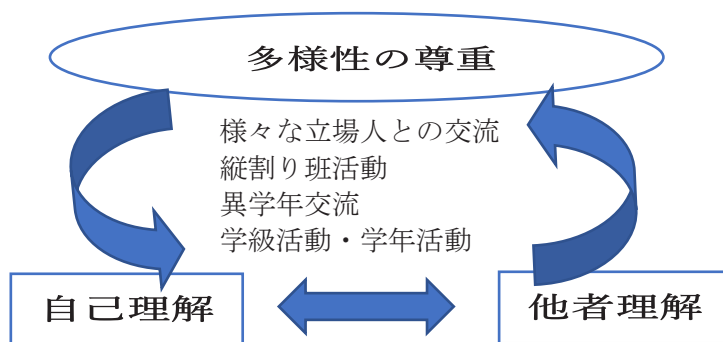 多様性の尊重
様々な立場人との交流
縦割り班活動
異学年交流
学級活動・学年活動
自己理解
他者理解